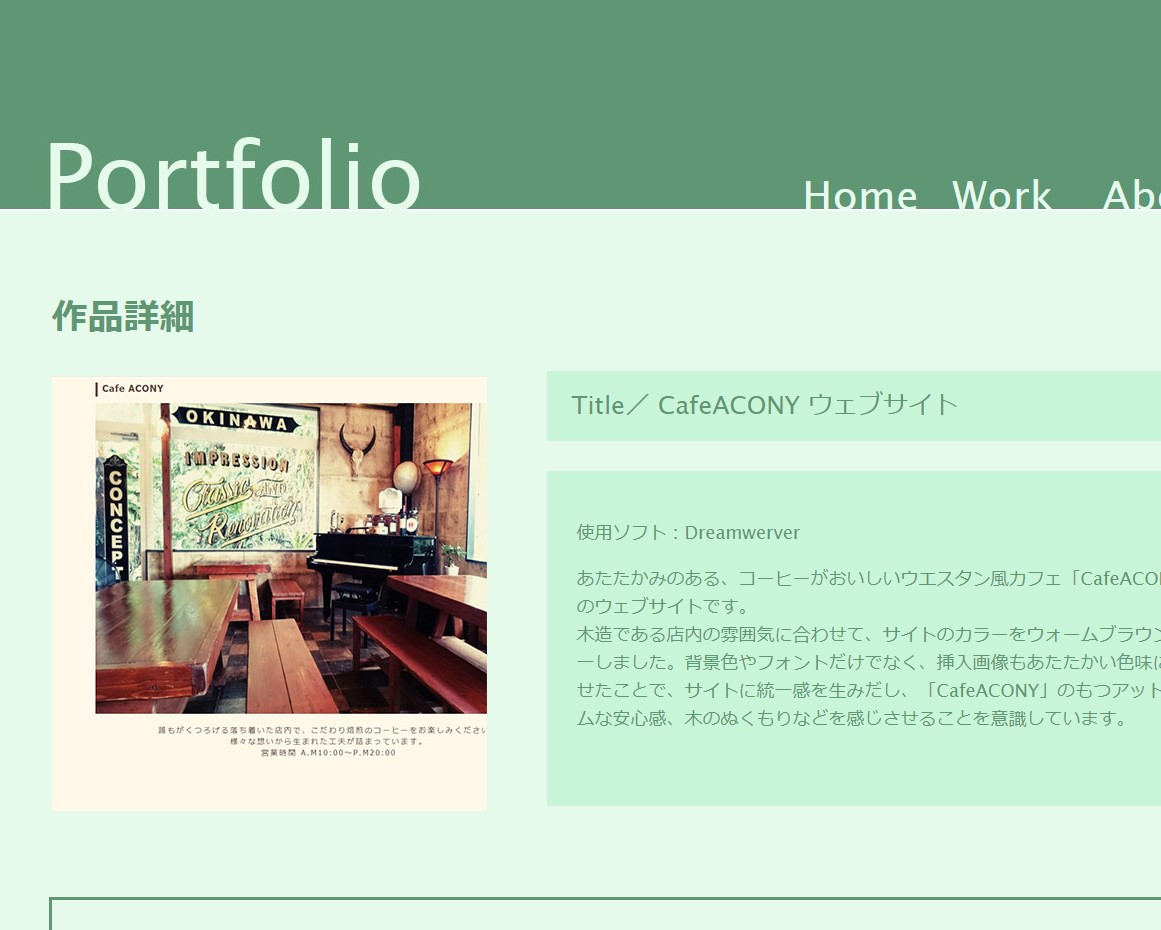 Portfolio
Home Work
作品詳細
Cafe ACONY
OKINAWA
IMPRESSION
Classic AND
Renovation
CONCEPT
誰もがくつろげる落ち着いた店内で、こだわり焙煎のコーヒーをお楽しみください
様々な想いから生まれた工夫が詰まっています。
営業時間 A.M10:00～P.M20:00
Title／ CafeACONY ウェブサイト
使用ソフト : Dreamwerver
あたたかみのある、コーヒーがおいしいウエスタン風カフェ「CafeACO
のウェブサイトです。
木造である店内の雰囲気に合わせて、サイトのカラーをウォームブラウン
ーしました。背景色やフォントだけでなく、挿入画像もあたたかい色味に
せたことで、サイトに統一感を生みだし、「CafeACONY」のもつアット
ムな安心感、木のぬくもりなどを感じさせることを意識しています。